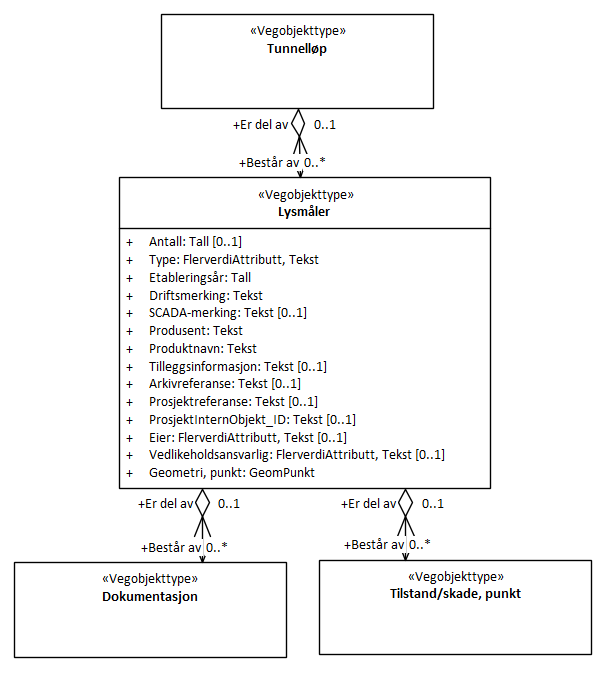 «Vegobjekttype»
Tunnelløp
+Er del av 0..1
+Består av 0..*
«Vegobjekttype»
Lysmåler
+ Antall: Tall [0..1]
+ Type: FlerverdiAttributt, Tekst
+ Etableringsår: Tall
+ Driftsmerking: Tekst
+ SCADA-merking: Tekst [0..1]
+ Produsent: Tekst
+ Produktnavn: Tekst
+ Tilleggsinformasjon: Tekst [0..1]
+ Arkivreferanse: Tekst [0..1]
+ Prosjektreferanse: Tekst [0..1]
+ ProsjektInternObjekt_ID: Tekst [0..1]
+ Eier: FlerverdiAttributt, Tekst [0..1]
+ Vedlikeholdsansvarlig: FlerverdiAttributt, Tekst [0..1]
+ Geometri, punkt: GeomPunkt
+Er del av 0..1
+Består av 0..*
«Vegobjekttype»
Dokumentasjon
+Er del av 0..1
+Består av 0..*
«Vegobjekttype»
Tilstand/skade, punkt